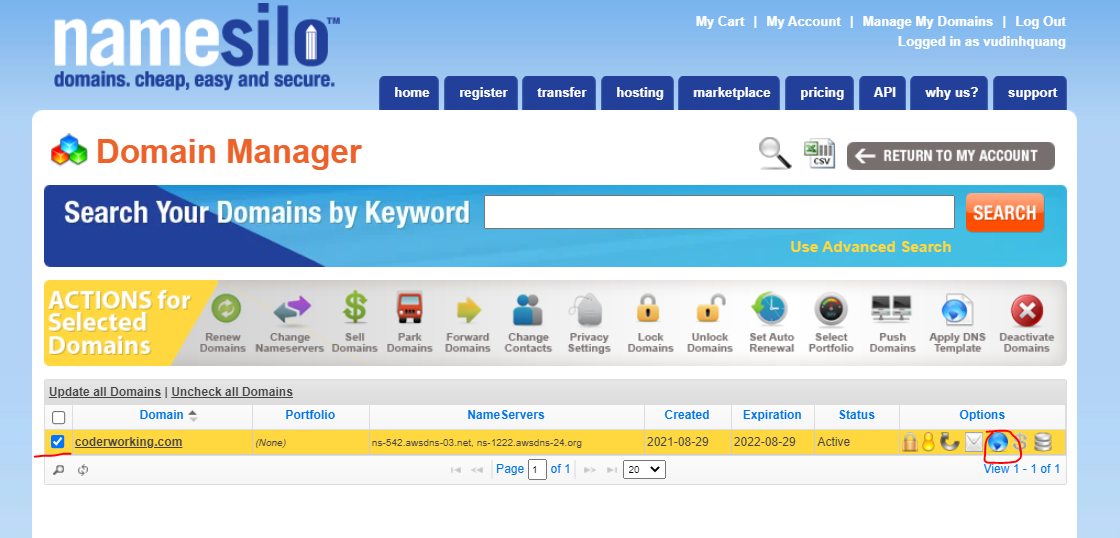 namesilo™
domains. cheap, easy and secure.
My Cart | My Account | Manage My Domains | Log Out
Logged in as vudinhquang
home register transfer hosting marketplace pricing API why us? support
Domain Manager
CSV
RETURN TO MY ACCOUNT
Search Your Domains by Keyword
SEARCH
Use Advanced Search
ACTIONS for
Selected
Domains
Renew Domains
Change Nameservers
Sell Domains
Park Domains
Forward Domains
Change Contacts
Privacy Settings
Lock Domains
Unlock Domains
Set Auto Renewal
Select Portfolio
Push Domains
Apply DNS Template
Deactivate Domains
Update all Domains | Uncheck all Domains
Domain Portfolio NameServers Created Expiration Status Options
coderworking.com (None) ns-542.awsdns-03.net, ns-1222.awsdns-24.org 2021-08-29 2022-08-29 Active
Page 1 of 1 20 View 1 - 1 of 1